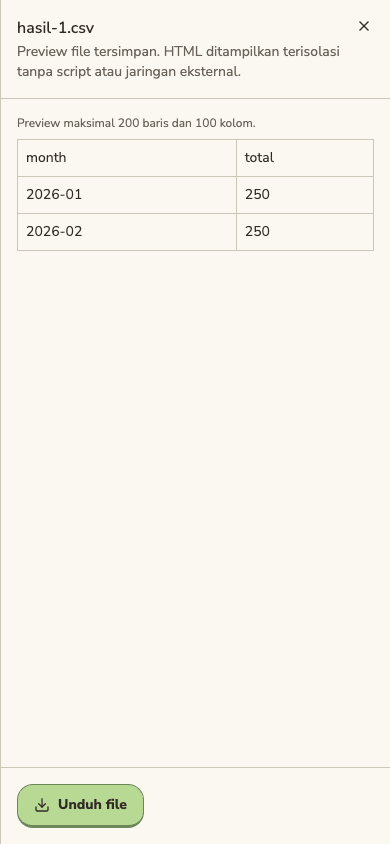 hasil-1.csv
Preview file tersimpan. HTML ditampilkan terisolasi
tanpa script atau jaringan eksternal.
Preview maksimal 200 baris dan 100 kolom.
month total
2026-01 250
2026-02 250
Unduh file